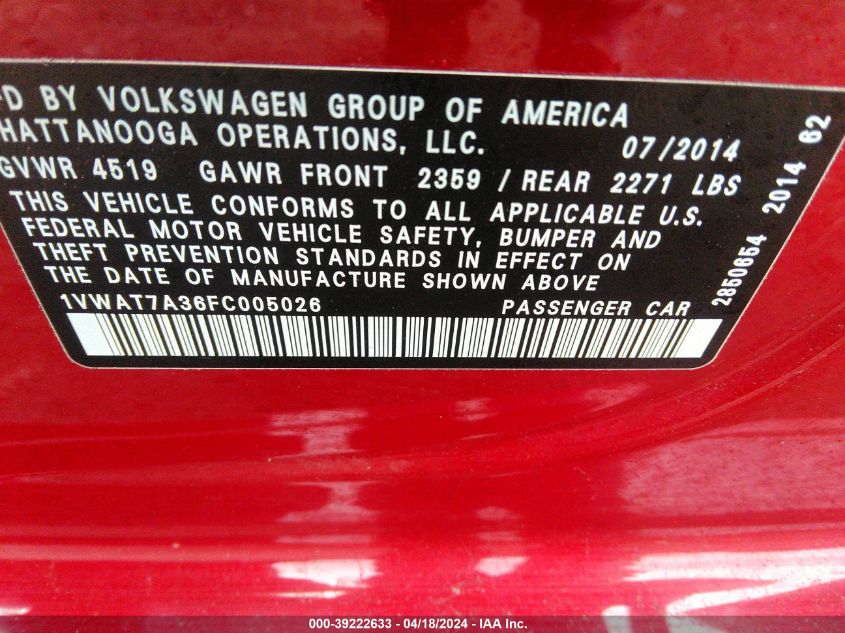 FD BY VOLKSWAGEN GROUP OF AMERICA
HATTANOOGA OPERATIONS, LLC. 07/2014
GVWR 4519 GAWR FRONT 2359 / REAR 2271 LBS
THIS VEHICLE CONFORMS TO ALL APPLICABLE U.S.
FEDERAL MOTOR VEHICLE SAFETY, BUMPER AND
THEFT PREVENTION STANDARDS IN EFFECT ON
THE DATE OF MANUFACTURE SHOWN ABOVE
1VWAT7A36FC005026 PASSENGER CAR
2850654 2014 62
000-39222633 - 04/18/2024 - IAA Inc.